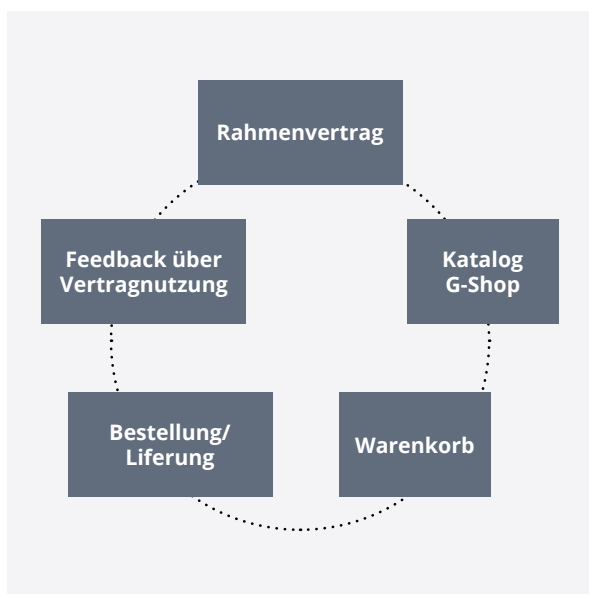 Rahmenvertrag
Feedback über
Vertragnutzung
Katalog
G-Shop
Bestellung/
Liferung
Warenkorb